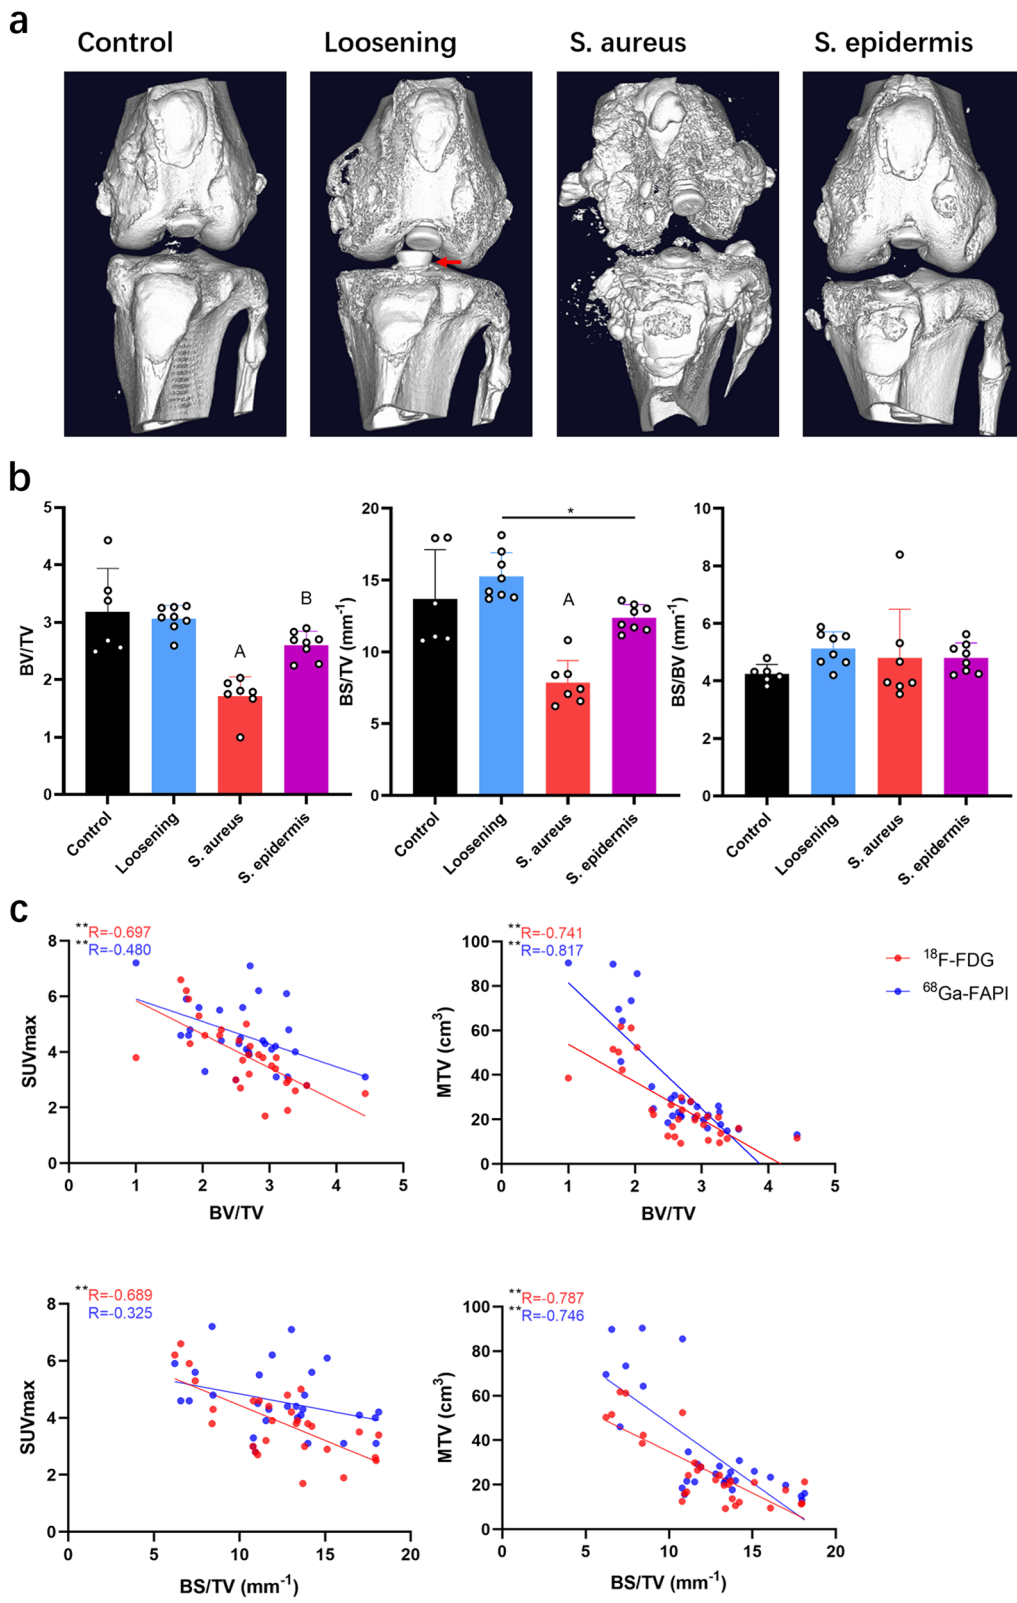 a
Control
Loosening
S. aureus
S. epidermis
b
BV/TV
5
4
3
2
1
0
A
B
Control
Loosening
S. aureus
S. epidermis
BS/TV (mm-1)
20
15
10
5
0
*
A
Control
Loosening
S. aureus
S. epidermis
BS/BV (mm-1)
10
8
6
4
2
0
Control
Loosening
S. aureus
S. epidermis
c
**R=-0.697
**R=-0.480
SUVmax
8
6
4
2
0
0 1 2 3 4 5
BV/TV
**R=-0.741
**R=-0.817
MTV (cm3)
100
80
60
40
20
0
0 1 2 3 4 5
BV/TV
18F-FDG
68Ga-FAPI
**R=-0.689
R=-0.325
SUVmax
8
6
4
2
0
0 5 10 15 20
BS/TV (mm-1)
**R=-0.787
**R=-0.746
MTV (cm3)
100
80
60
40
20
0
0 5 10 15 20
BS/TV (mm-1)